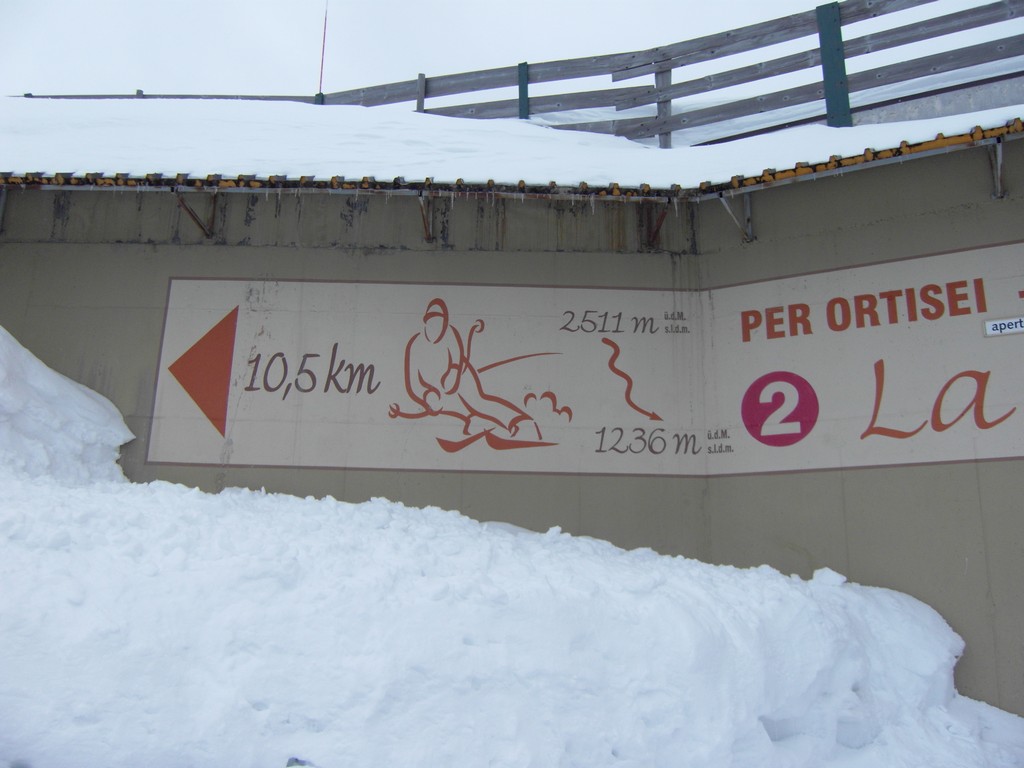 10,5 km
2511 m ü.d.M.
s.l.d.m.
1236 m ü.d.M.
s.l.d.m.
PER ORTISEI -
apert
2 La